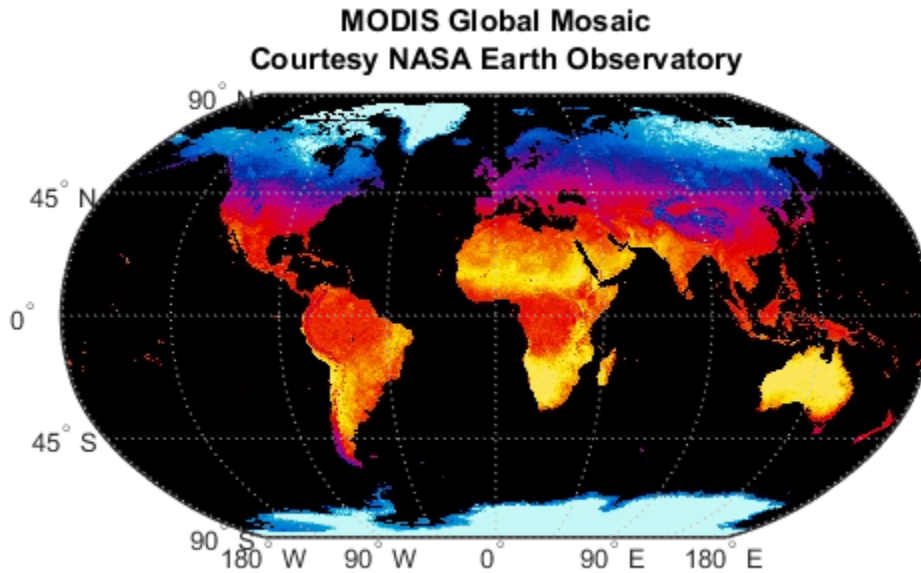 MODIS Global Mosaic
Courtesy NASA Earth Observatory
90° N
45° N
0°
45° S
90° S
180° W 90° W 0° 90° E 180° E